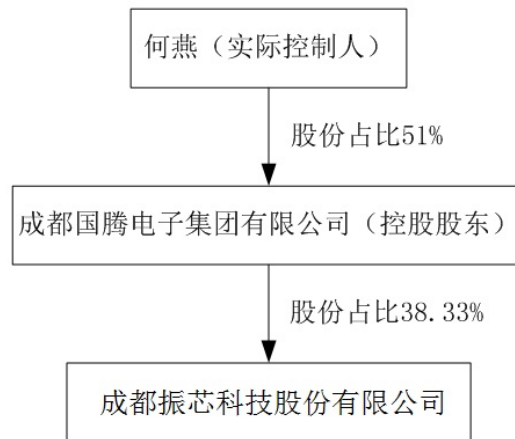 何燕（实际控制人）
股份占比51%
成都国腾电子集团有限公司（控股股东）
股份占比38.33%
成都振芯科技股份有限公司